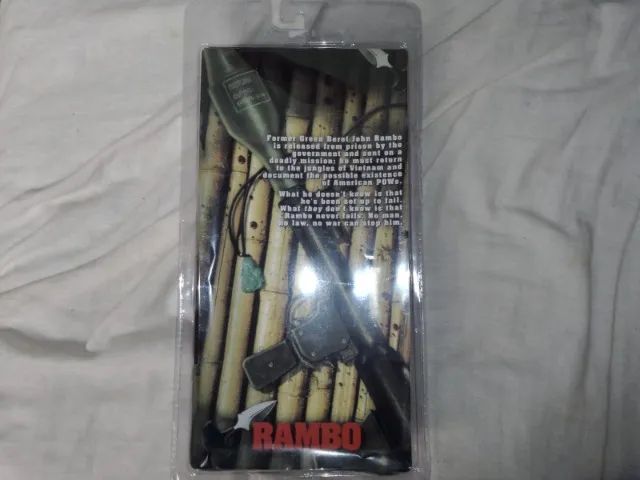 Former Green Beret John Rambo
is released from prison by the
government and sent on a
deadly mission: he must return
to the jungles of Vietnam and
document the possible existence
of American POWs.
What he doesn't know is that
he's been set up to fail.
What they don't know is that
Rambo never fails. No man,
no law, no war can stop him.
RAMBO